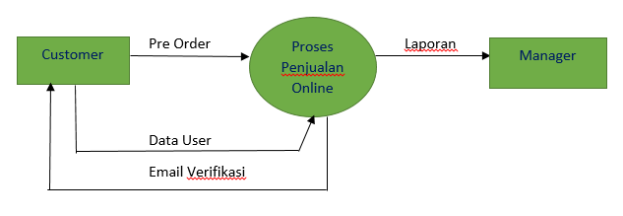 Customer
Pre Order
Proses
Penjualan
Online
Laporan
Manager
Data User
Email Verifikasi